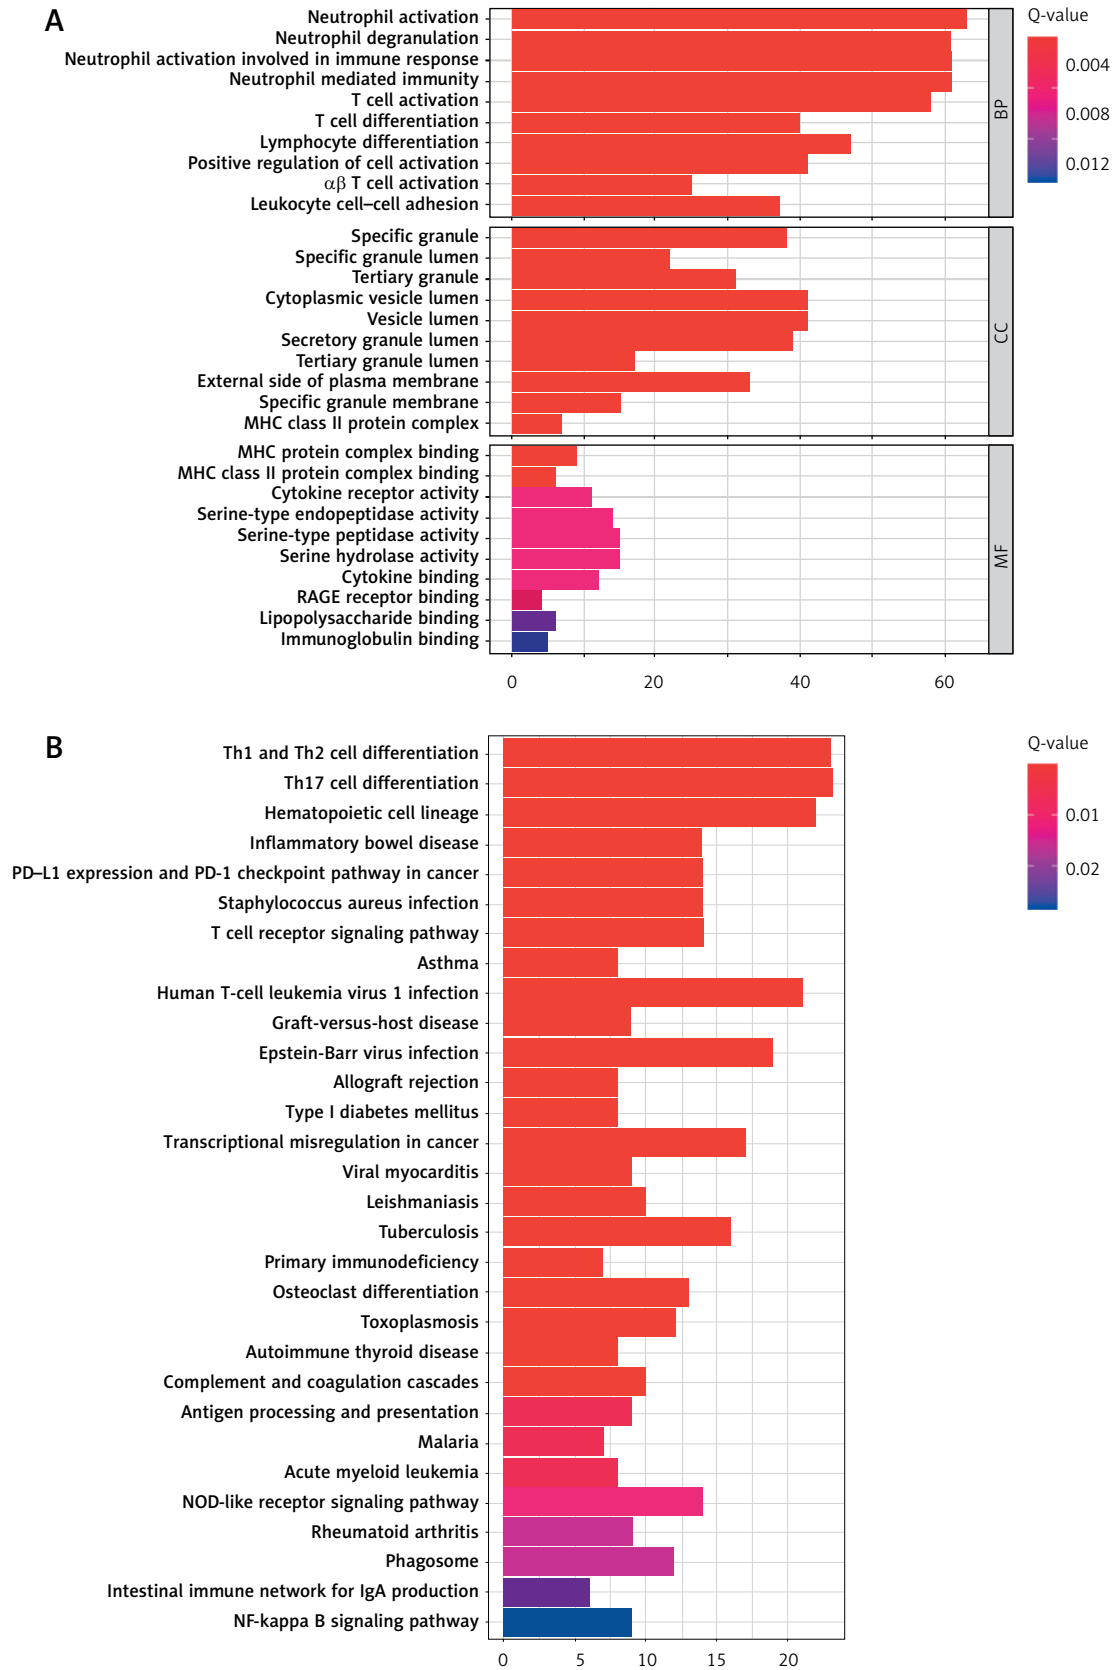 A
Neutrophil activation
Neutrophil degranulation
Neutrophil activation involved in immune response
Neutrophil mediated immunity
T cell activation
T cell differentiation
Lymphocyte differentiation
Positive regulation of cell activation
αβ T cell activation
Leukocyte cell–cell adhesion
BP
Q-value
0.004
0.008
0.012
Specific granule
Specific granule lumen
Tertiary granule
Cytoplasmic vesicle lumen
Vesicle lumen
Secretory granule lumen
Tertiary granule lumen
External side of plasma membrane
Specific granule membrane
MHC class II protein complex
CC
MHC protein complex binding
MHC class II protein complex binding
Cytokine receptor activity
Serine-type endopeptidase activity
Serine-type peptidase activity
Serine hydrolase activity
Cytokine binding
RAGE receptor binding
Lipopolysaccharide binding
Immunoglobulin binding
MF
0 20 40 60
B
Th1 and Th2 cell differentiation
Th17 cell differentiation
Hematopoietic cell lineage
Inflammatory bowel disease
PD–L1 expression and PD-1 checkpoint pathway in cancer
Staphylococcus aureus infection
T cell receptor signaling pathway
Asthma
Human T-cell leukemia virus 1 infection
Graft-versus-host disease
Epstein-Barr virus infection
Allograft rejection
Type I diabetes mellitus
Transcriptional misregulation in cancer
Viral myocarditis
Leishmaniasis
Tuberculosis
Primary immunodeficiency
Osteoclast differentiation
Toxoplasmosis
Autoimmune thyroid disease
Complement and coagulation cascades
Antigen processing and presentation
Malaria
Acute myeloid leukemia
NOD-like receptor signaling pathway
Rheumatoid arthritis
Phagosome
Intestinal immune network for IgA production
NF-kappa B signaling pathway
0 5 10 15 20
Q-value
0.01
0.02